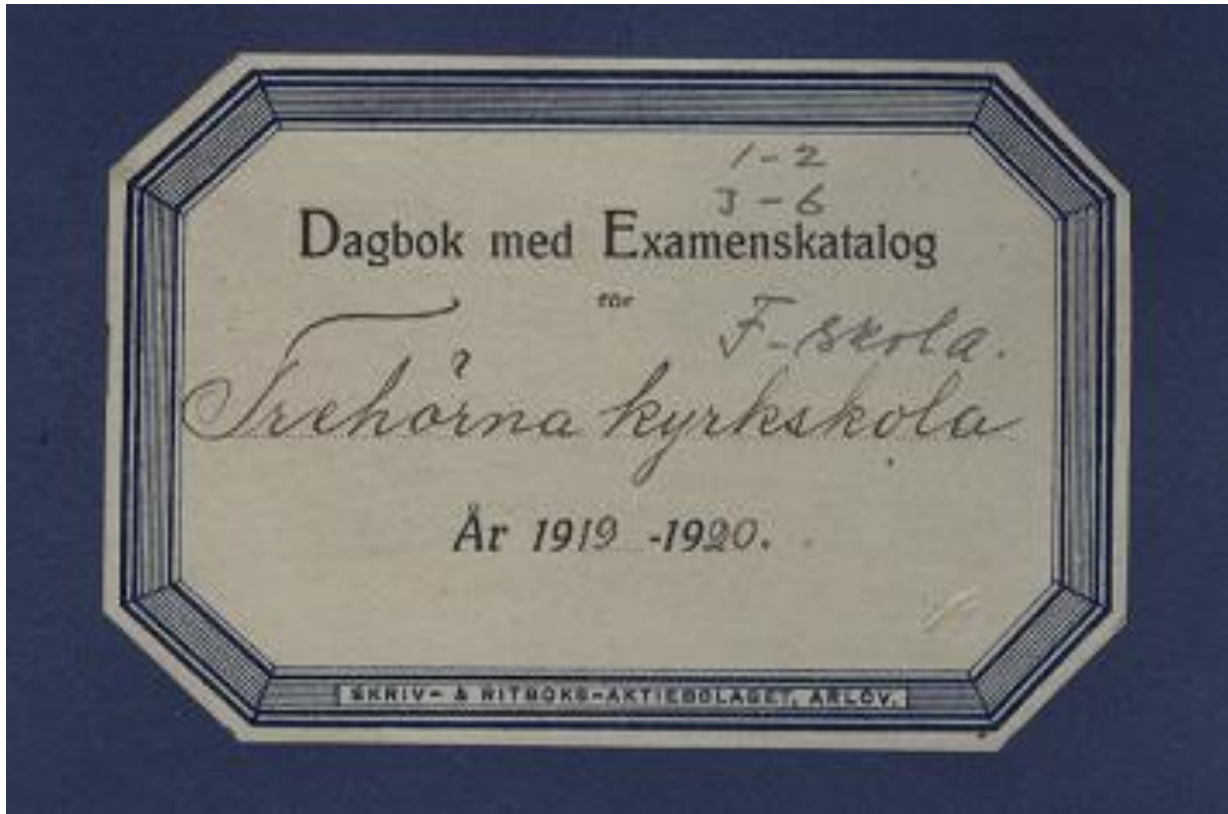 1-2
3-6
Dagbok med Examenskatalog
för
F-skola.
Trehörna kyrkskola
År 1919-1920.
SKRIV- & RITBOKS-AKTIEBOLAGET, ARLÖV.